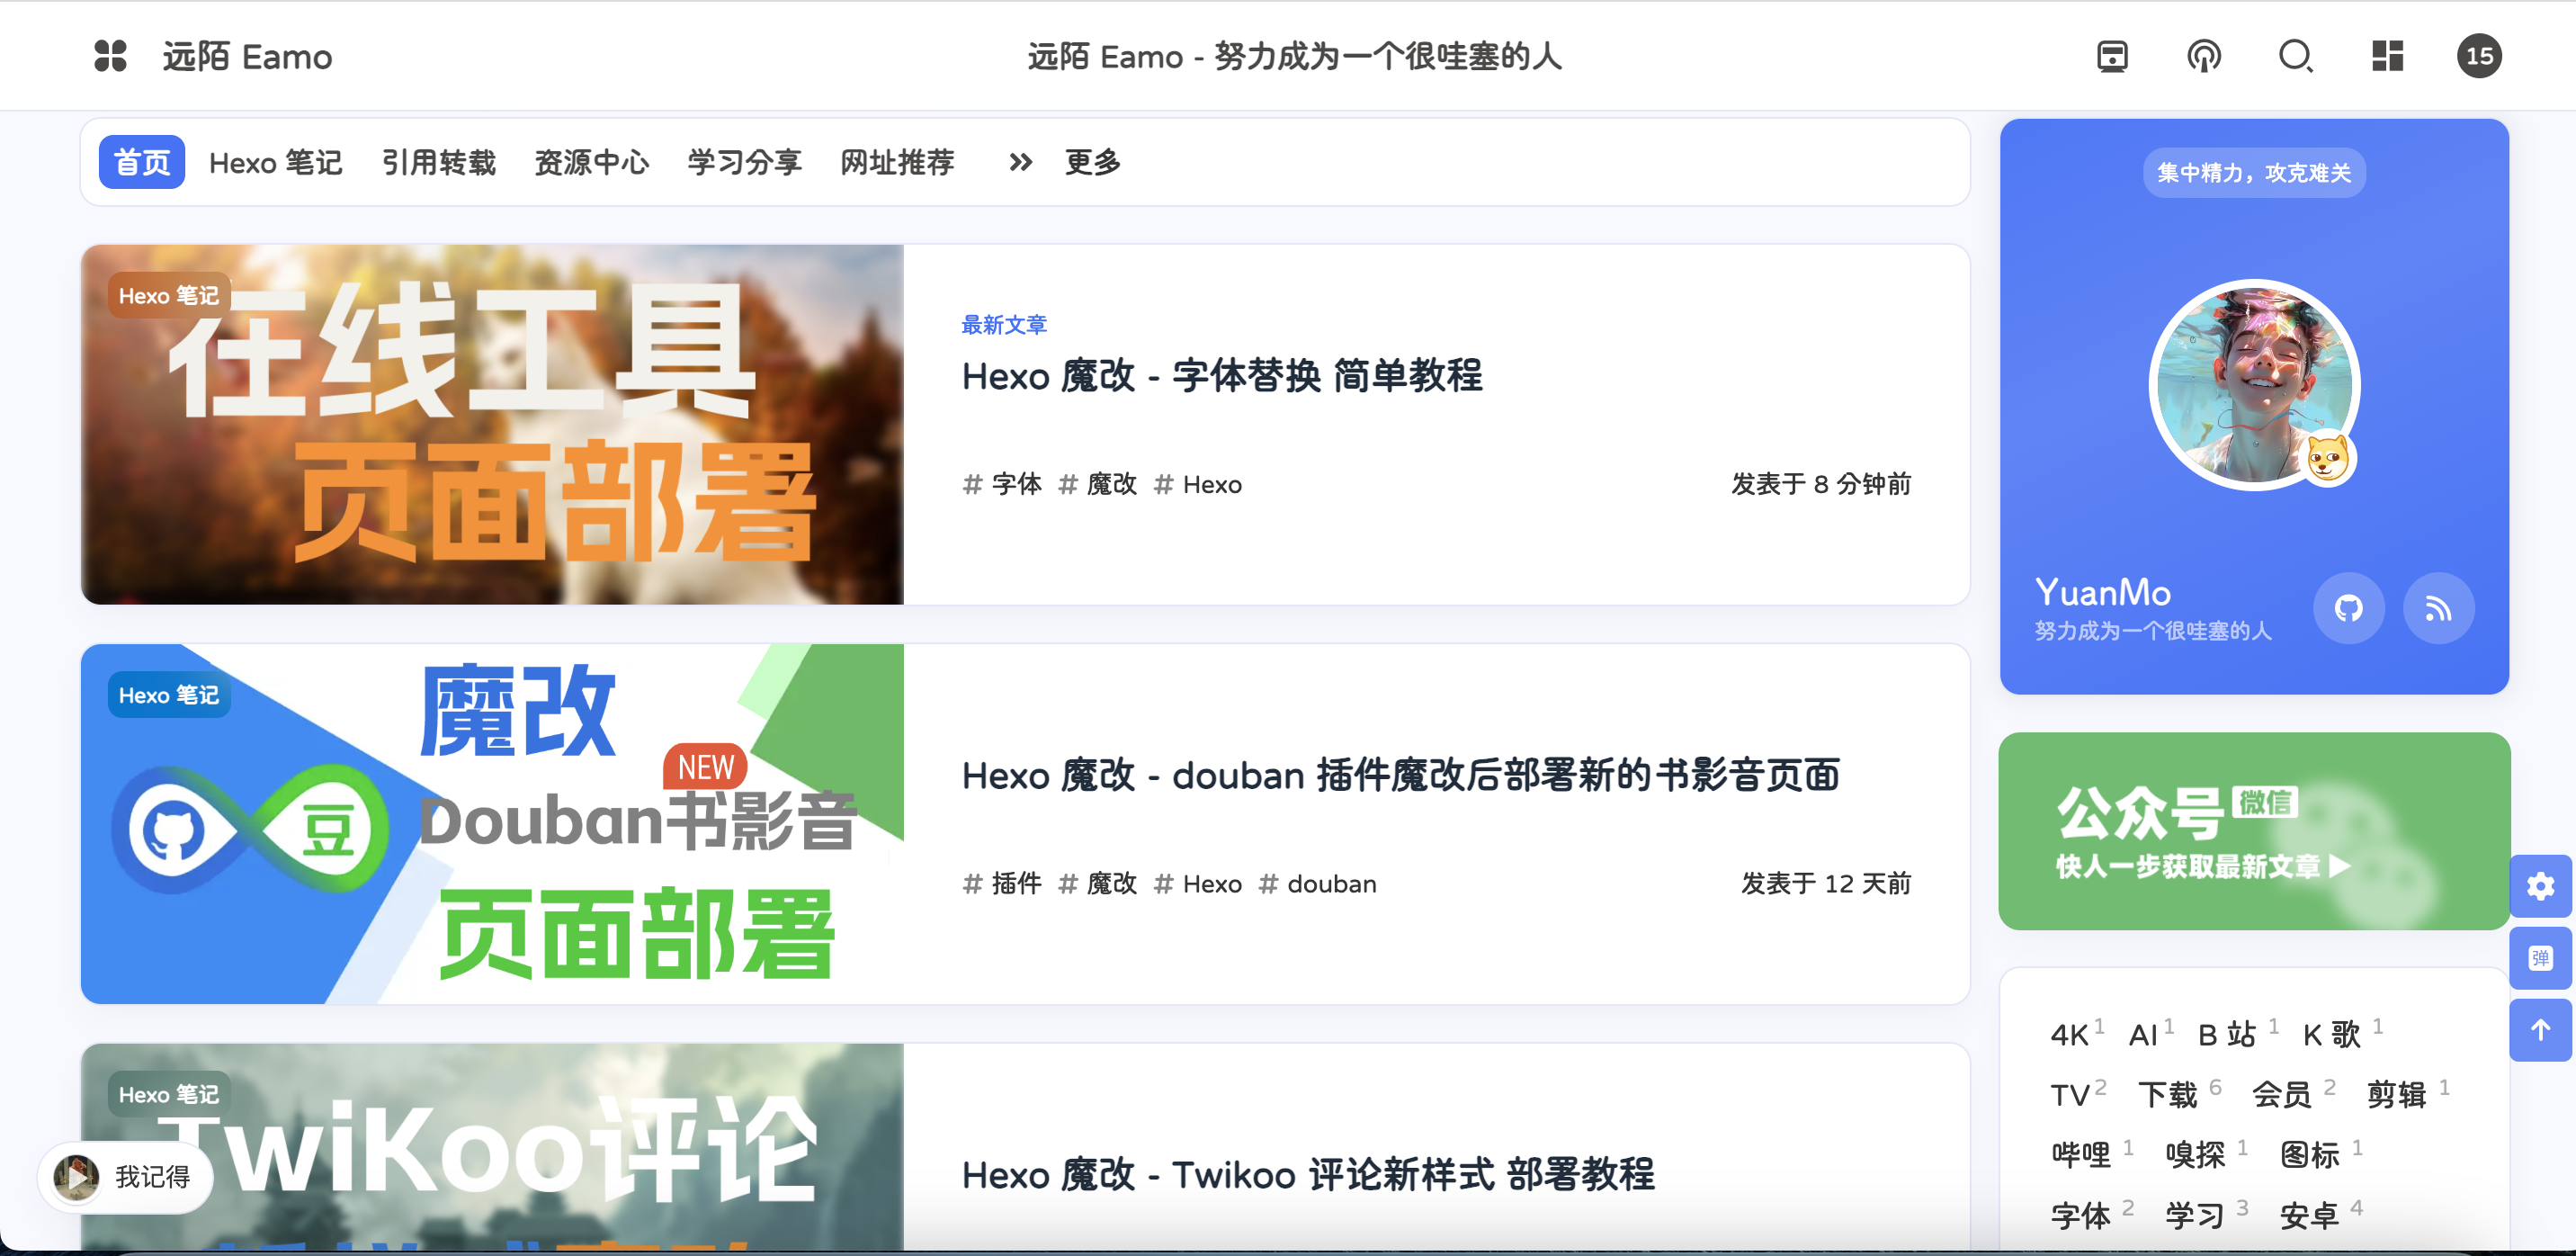 远陌 Eamo
远陌 Eamo - 努力成为一个很哇塞的人
15
首页 Hexo 笔记 引用转载 资源中心 学习分享 网址推荐 更多
Hexo 笔记
在线工具
页面部署
最新文章
Hexo 魔改 - 字体替换 简单教程
# 字体 # 魔改 # Hexo
发表于 8 分钟前
Hexo 笔记
魔改
NEW
豆
Douban书影音
页面部署
Hexo 魔改 - douban 插件魔改后部署新的书影音页面
# 插件 # 魔改 # Hexo # douban
发表于 12 天前
Hexo 笔记
TwiKoo评论
Hexo 魔改 - Twikoo 评论新样式 部署教程
我记得
集中精力，攻克难关
YuanMo
努力成为一个很哇塞的人
公众号 微信
快人一步获取最新文章
弹
4K 1 AI 1 B 站 1 K 歌 1
TV 2 下载 6 会员 2 剪辑 1
哔哩 1 嗅探 1 图标 1
字体 2 学习 3 安卓 4